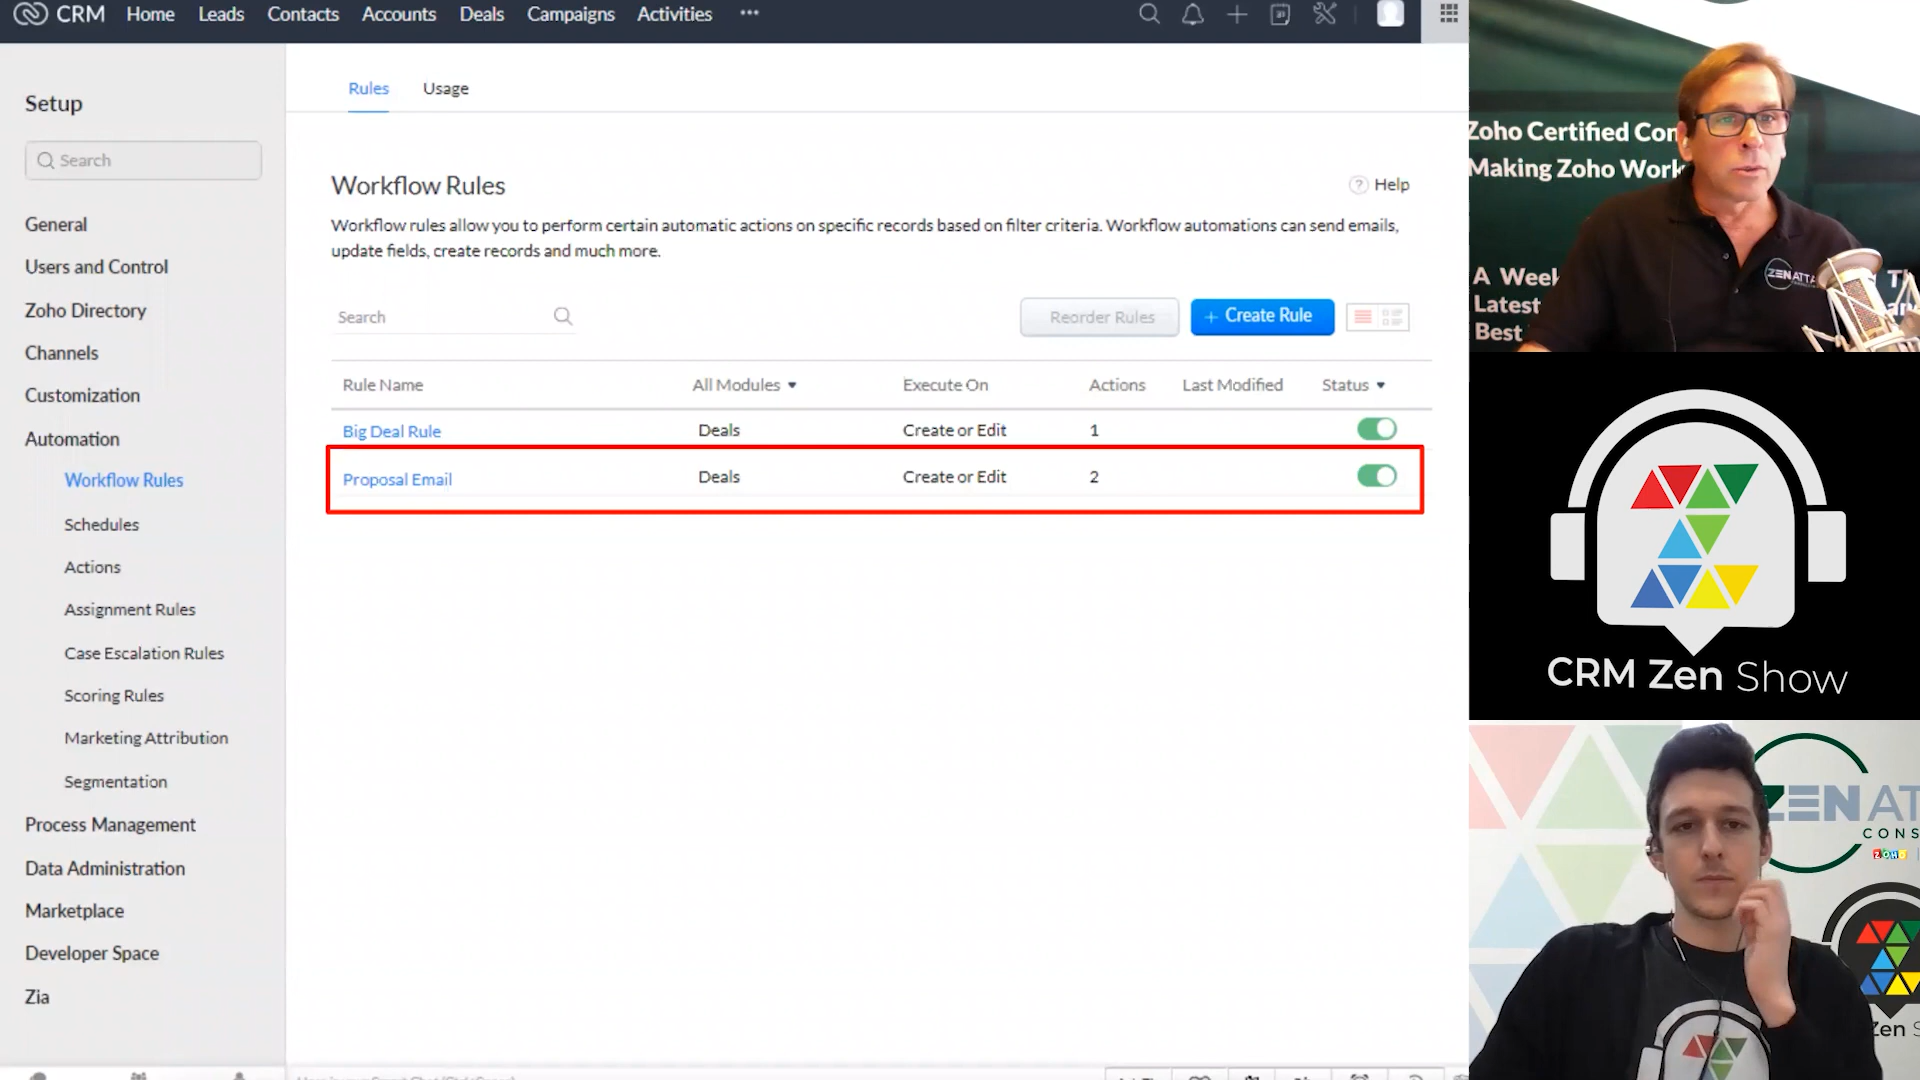 CRM Home Leads Contacts Accounts Deals Campaigns Activities
Setup
Search
General
Users and Control
Zoho Directory
Channels
Customization
Automation
Workflow Rules
Schedules
Actions
Assignment Rules
Case Escalation Rules
Scoring Rules
Marketing Attribution
Segmentation
Process Management
Data Administration
Marketplace
Developer Space
Zia
Rules Usage
Workflow Rules
? Help
Workflow rules allow you to perform certain automatic actions on specific records based on filter criteria. Workflow automations can send emails,
update fields, create records and much more.
Search
Reorder Rules
+ Create Rule
Rule Name All Modules Execute On Actions Last Modified Status
Big Deal Rule Deals Create or Edit 1
Proposal Email Deals Create or Edit 2
Zoho Certified Con
Making Zoho Work
A Week
Latest
Best
ZENATTA
CRM Zen Show
ZEN AT
CONS
ZOHO
Zen S